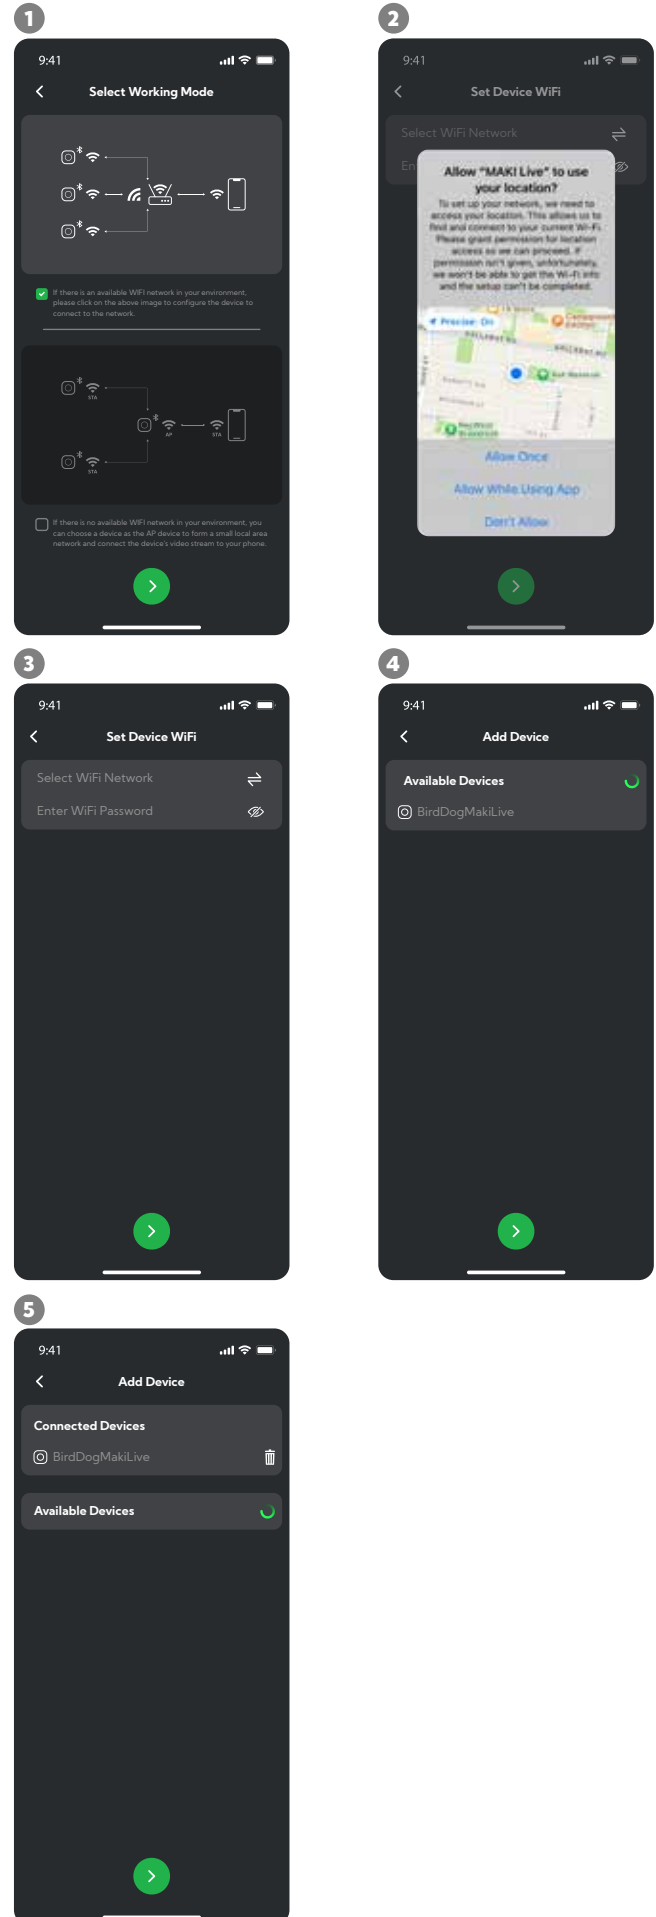 1
9:41
Select Working Mode
If there is an available WIFI network in your environment,
please click on the above image to configure the device to
connect to the network.
STA
AP
STA
STA
If there is no available WIFI network in your environment, you
can choose a device as the AP device to form a small local area
network and connect the device's video stream to your phone.
2
9:41
Set Device WiFi
Select WiFi Network
En
Allow "MAKI Live" to use
your location?
To set up your network, we need to
access your location. This allows us to
find and connect to your current Wi-Fi.
Please grant permission for location
access so we can proceed. If
permission isn't given, unfortunately,
we won't be able to get the Wi-Fi info
and the setup can't be completed.
Precise: On
Allow Once
Allow While Using App
Don't Allow
3
9:41
Set Device WiFi
Select WiFi Network
Enter WiFi Password
4
9:41
Add Device
Available Devices
BirdDogMakiLive
5
9:41
Add Device
Connected Devices
BirdDogMakiLive
Available Devices